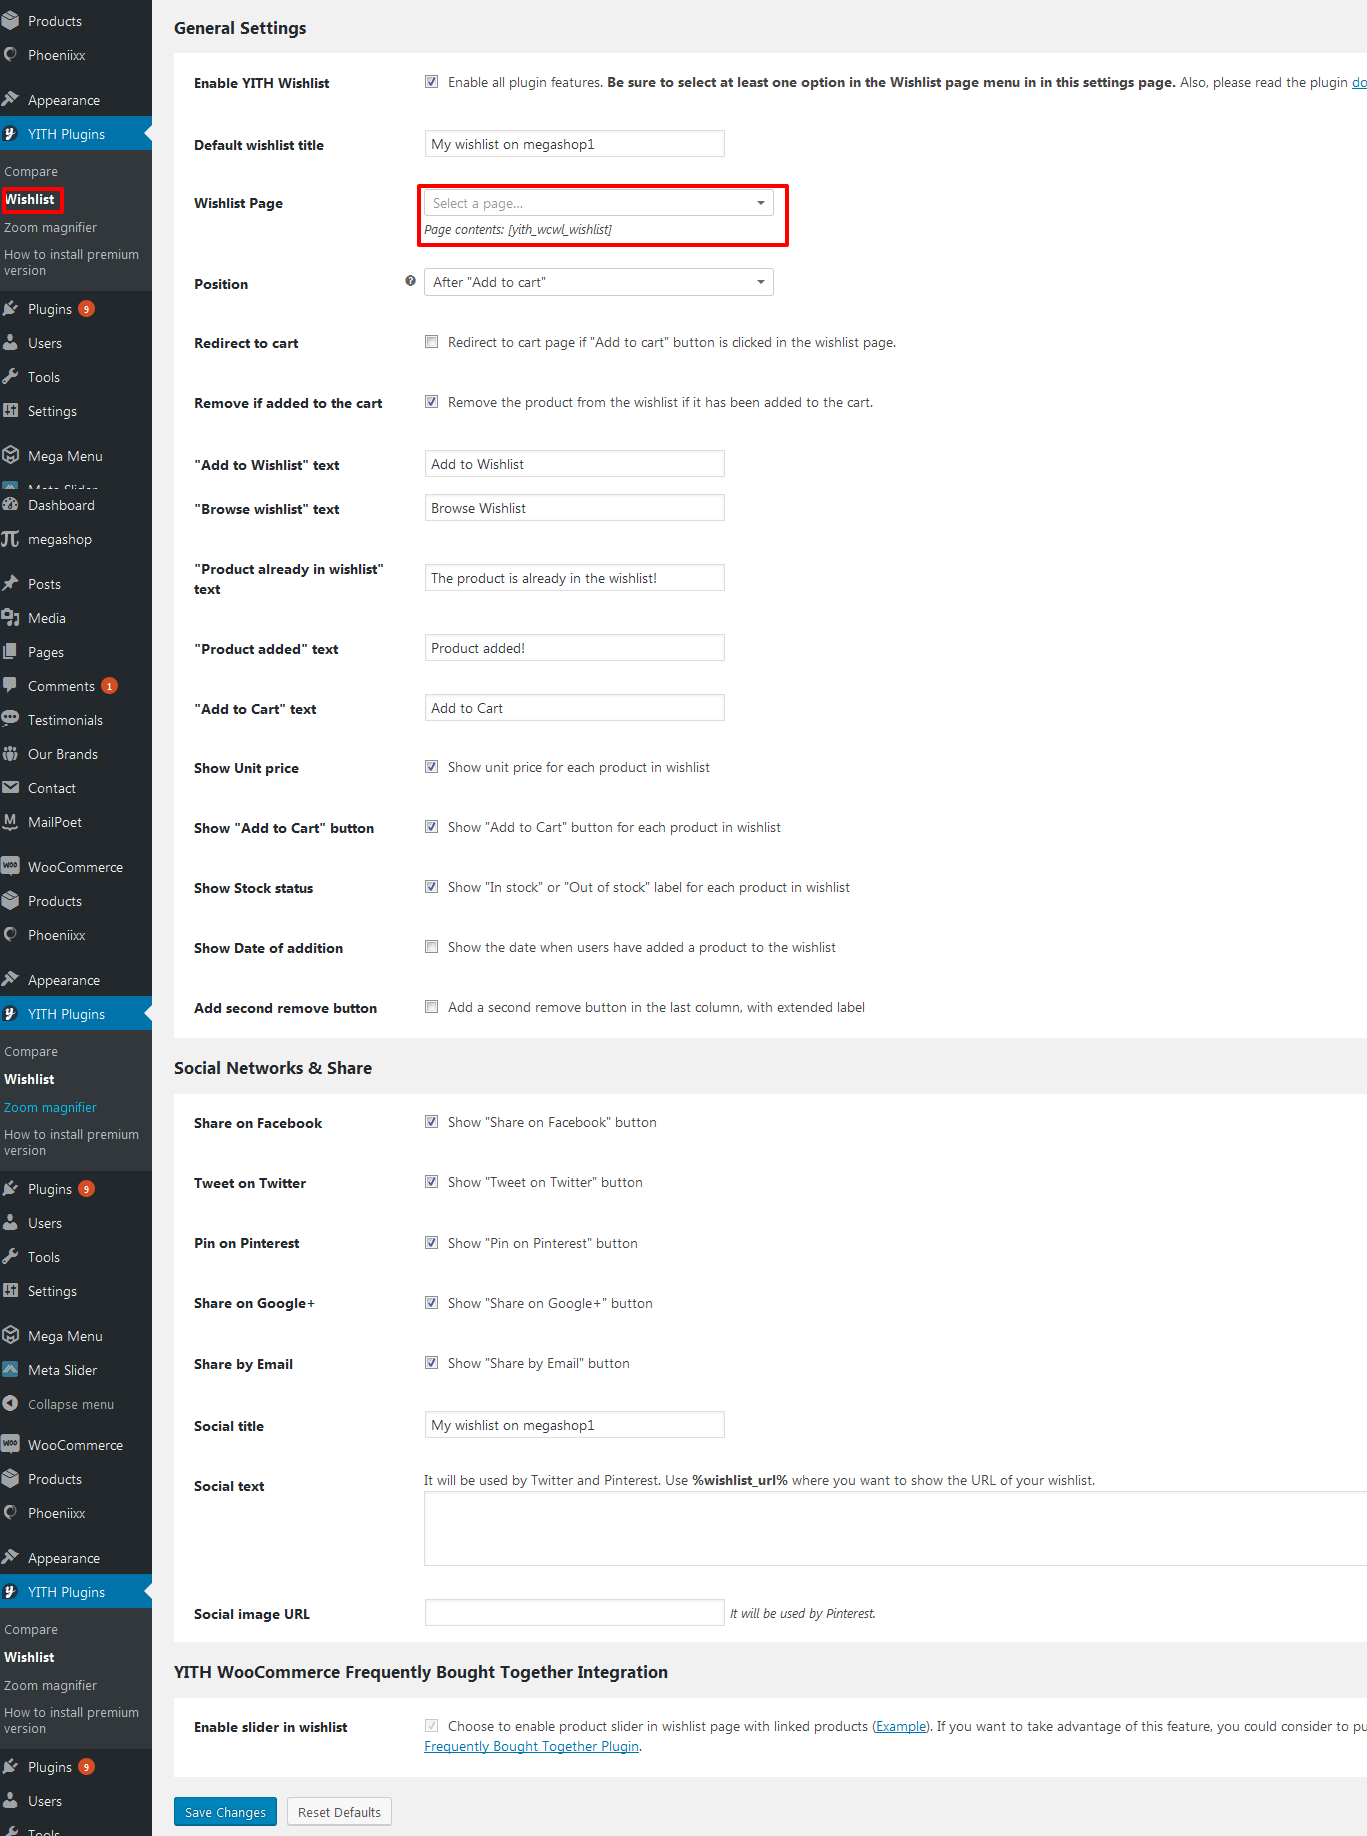 Products
Phoeniixx
Appearance
YITH Plugins
Compare
Wishlist
Zoom magnifier
How to install premium
version
Plugins 9
Users
Tools
Settings
Mega Menu
Meta Slider
Dashboard
megashop
Posts
Media
Pages
Comments 1
Testimonials
Our Brands
Contact
MailPoet
WooCommerce
Products
Phoeniixx
Appearance
YITH Plugins
Compare
Wishlist
Zoom magnifier
How to install premium
version
Plugins 9
Users
Tools
Settings
Mega Menu
Meta Slider
Collapse menu
WooCommerce
Products
Phoeniixx
Appearance
YITH Plugins
Compare
Wishlist
Zoom magnifier
How to install premium
version
Plugins 9
Users
Tools
General Settings
Enable YITH Wishlist
Enable all plugin features. Be sure to select at least one option in the Wishlist page menu in in this settings page. Also, please read the plugin do
Default wishlist title
My wishlist on megashop1
Wishlist Page
Select a page...
Page contents: [yith_wcwl_wishlist]
Position
After "Add to cart"
Redirect to cart
Redirect to cart page if "Add to cart" button is clicked in the wishlist page.
Remove if added to the cart
Remove the product from the wishlist if it has been added to the cart.
"Add to Wishlist" text
Add to Wishlist
"Browse wishlist" text
Browse Wishlist
"Product already in wishlist"
text
The product is already in the wishlist!
"Product added" text
Product added!
"Add to Cart" text
Add to Cart
Show Unit price
Show unit price for each product in wishlist
Show "Add to Cart" button
Show "Add to Cart" button for each product in wishlist
Show Stock status
Show "In stock" or "Out of stock" label for each product in wishlist
Show Date of addition
Show the date when users have added a product to the wishlist
Add second remove button
Add a second remove button in the last column, with extended label
Social Networks & Share
Share on Facebook
Show "Share on Facebook" button
Tweet on Twitter
Show "Tweet on Twitter" button
Pin on Pinterest
Show "Pin on Pinterest" button
Share on Google+
Show "Share on Google+" button
Share by Email
Show "Share by Email" button
Social title
My wishlist on megashop1
Social text
It will be used by Twitter and Pinterest. Use %wishlist_url% where you want to show the URL of your wishlist.
Social image URL
It will be used by Pinterest.
YITH WooCommerce Frequently Bought Together Integration
Enable slider in wishlist
Choose to enable product slider in wishlist page with linked products (Example). If you want to take advantage of this feature, you could consider to pu
Frequently Bought Together Plugin.
Save Changes
Reset Defaults